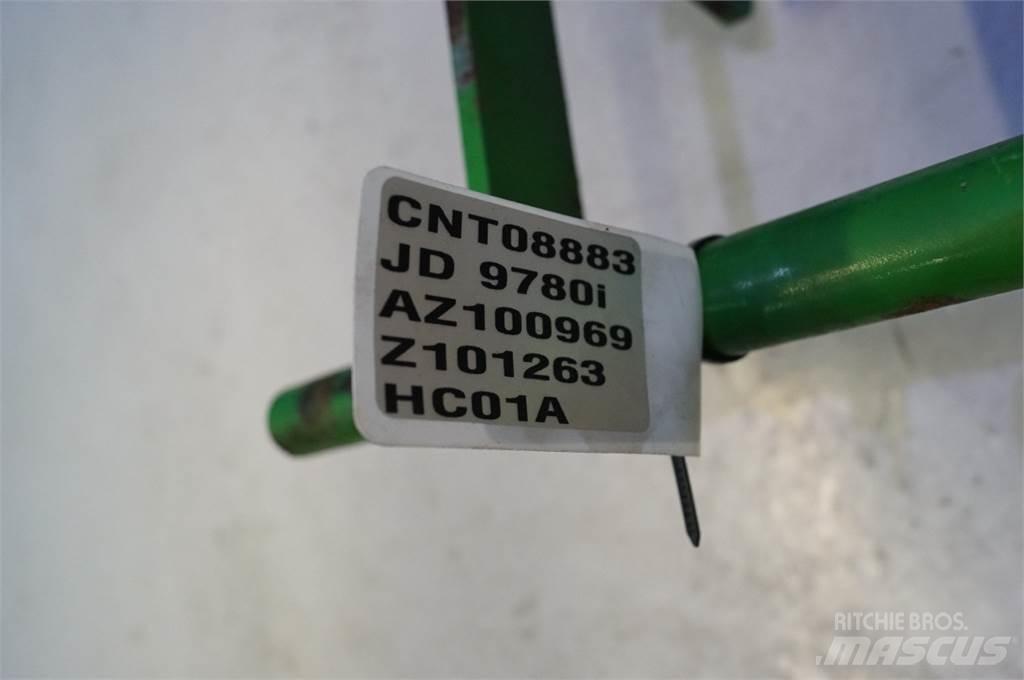 CNT08883
JD 9780i
AZ100969
Z101263
HC01A
RITCHIE BROS.
MASCUS